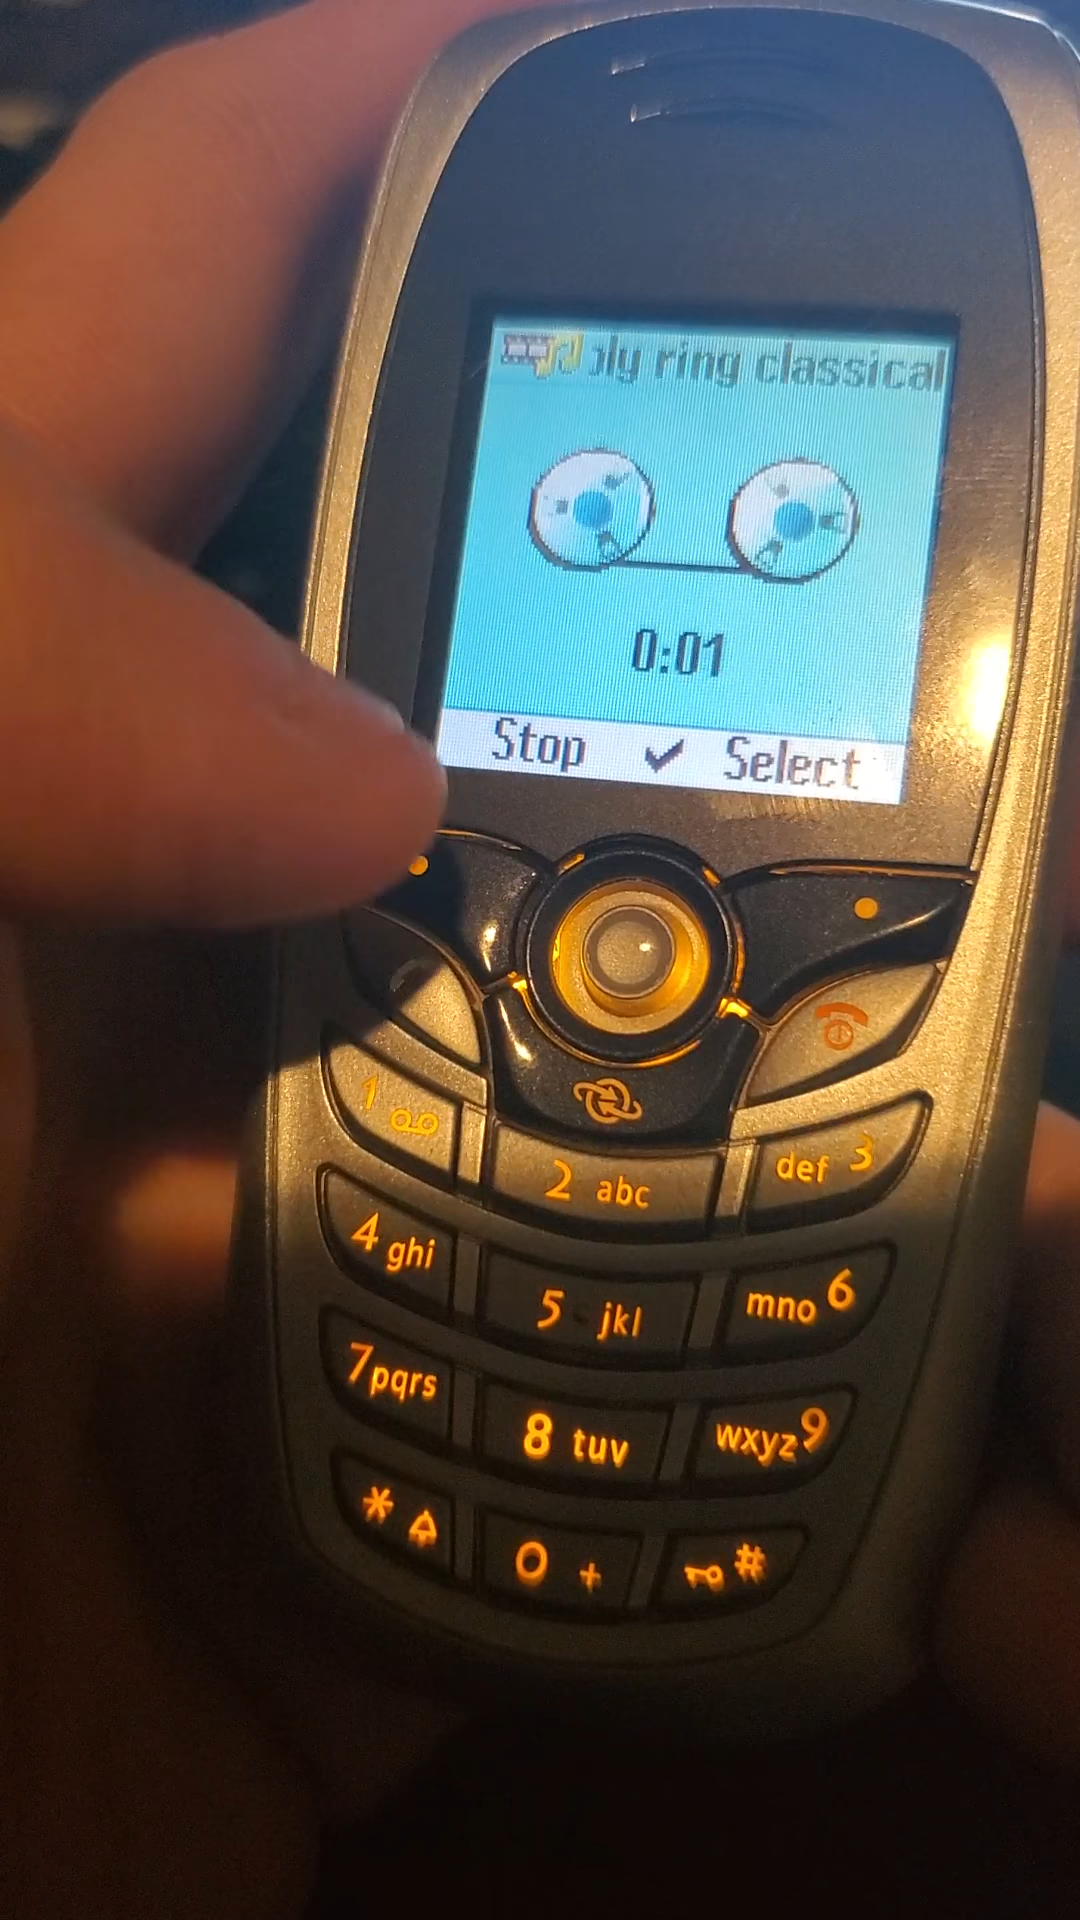 ring classical
0:01
Stop Select
1
2 abc
def 3
4 ghi
5 jkl
mno 6
7pqrs
8 tuv
wxyz9
*
0 +
#